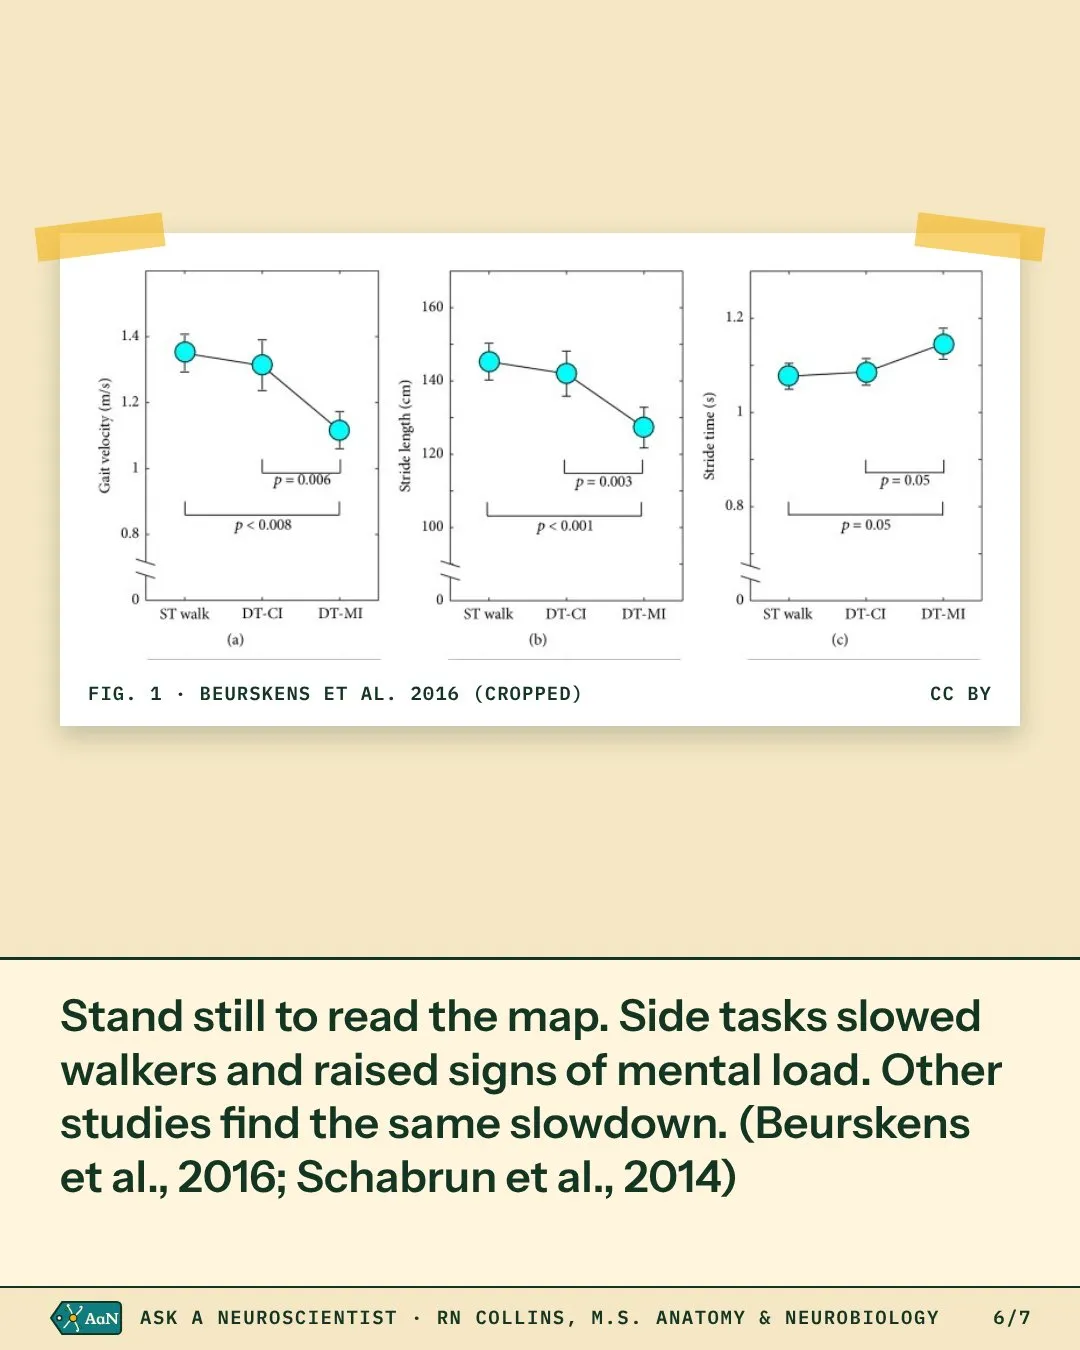 Gait velocity (m/s)
1.4
1.2
1
0.8
0
p = 0.006
p < 0.008
ST walk DT-CI DT-MI
(a)
Stride length (cm)
160
140
120
100
0
p = 0.003
p < 0.001
ST walk DT-CI DT-MI
(b)
Stride time (s)
1.2
1
0.8
0
p = 0.05
p = 0.05
ST walk DT-CI DT-MI
(c)
FIG. 1 · BEURSKENS ET AL. 2016 (CROPPED) CC BY
Stand still to read the map. Side tasks slowed
walkers and raised signs of mental load. Other
studies find the same slowdown. (Beurskens
et al., 2016; Schabrun et al., 2014)
AaN ASK A NEUROSCIENTIST · RN COLLINS, M.S. ANATOMY & NEUROBIOLOGY 6/7